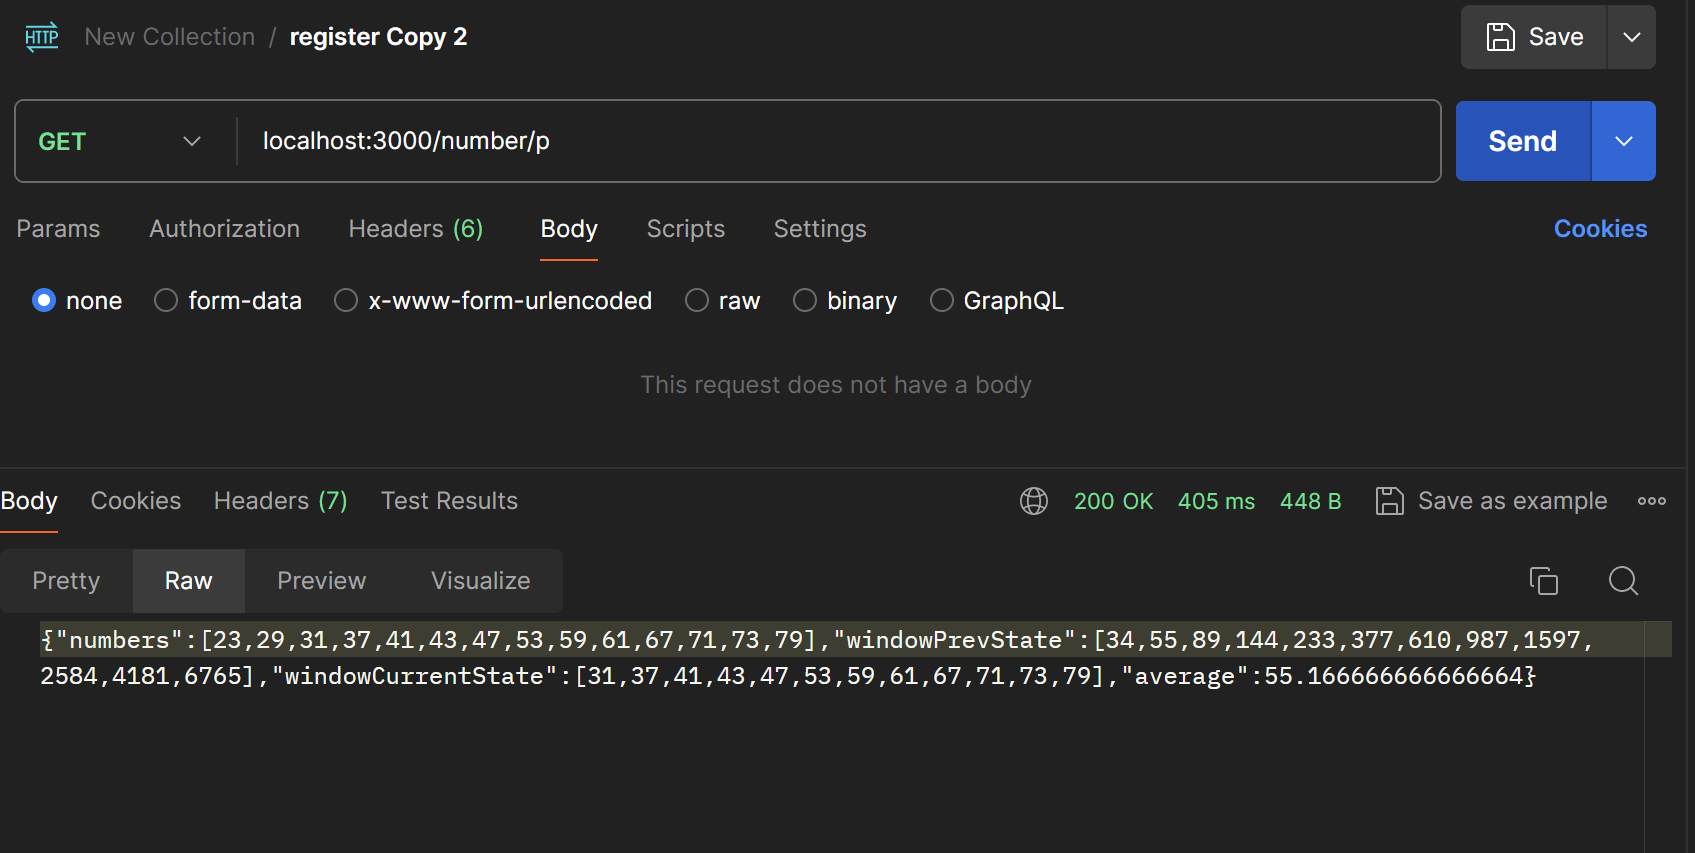 HTTP New Collection / register Copy 2 Save
GET localhost:3000/number/p Send
Params Authorization Headers (6) Body Scripts Settings Cookies
none form-data x-www-form-urlencoded raw binary GraphQL
This request does not have a body
Body Cookies Headers (7) Test Results 200 OK 405 ms 448 B Save as example
Pretty Raw Preview Visualize
{"numbers":[23,29,31,37,41,43,47,53,59,61,67,71,73,79],"windowPrevState":[34,55,89,144,233,377,610,987,1597,
2584,4181,6765],"windowCurrentState":[31,37,41,43,47,53,59,61,67,71,73,79],"average":55.166666666666664}